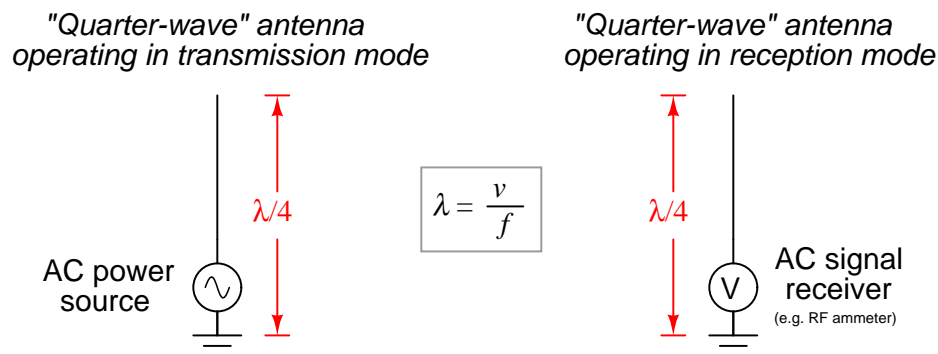 "Quarter-wave" antenna
operating in transmission mode
"Quarter-wave" antenna
operating in reception mode
λ/4
λ = v/f
λ/4
AC power
source
V
AC signal
receiver
(e.g. RF ammeter)